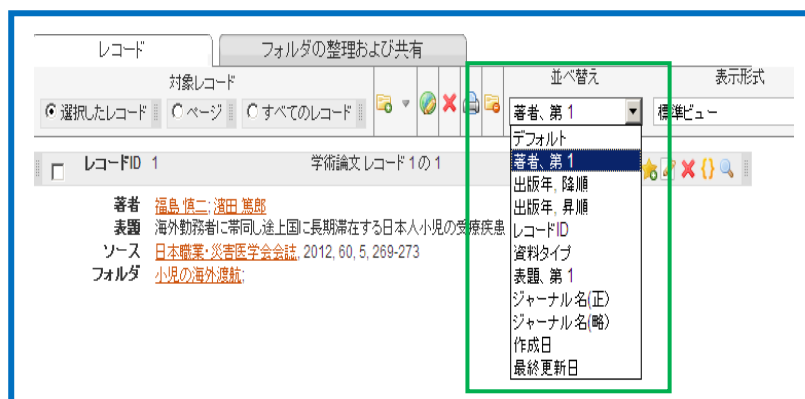 レコード
フォルダの整理および共有
対象レコード
選択したレコード
ページ
すべてのレコード
並べ替え
表示形式
著者、第 1
標準ビュー
デフォルト
著者、第 1
出版年, 降順
出版年, 昇順
レコードID
資料タイプ
表題、第 1
ジャーナル名(正)
ジャーナル名(略)
作成日
最終更新日
レコードID 1
学術論文 レコード 1 の 1
著者 福島 慎二; 濱田 篤郎
表題 海外勤務者に帯同し途上国に長期滞在する日本人小児の受療疾患
ソース 日本職業・災害医学会会誌, 2012, 60, 5, 269-273
フォルダ 小児の海外渡航;